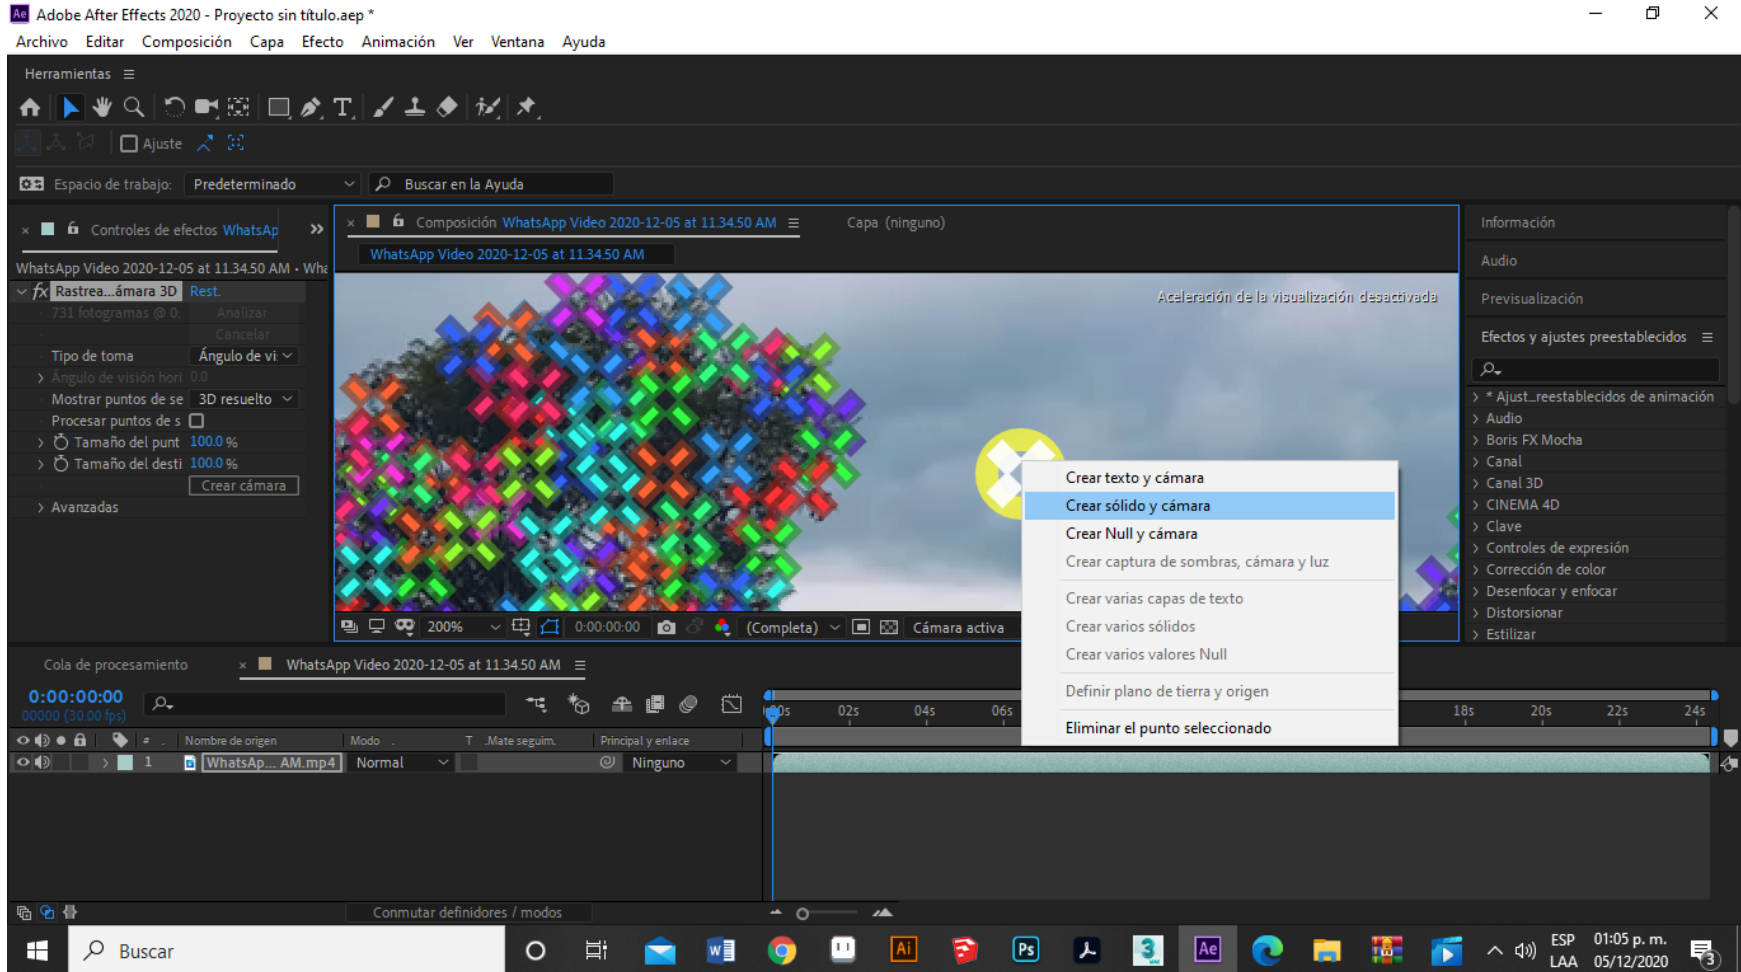 Ae Adobe After Effects 2020 - Proyecto sin título.aep *
Archivo Editar Composición Capa Efecto Animación Ver Ventana Ayuda
Herramientas
Ajuste
Espacio de trabajo: Predeterminado Buscar en la Ayuda
Controles de efectos WhatsAp
Composición WhatsApp Video 2020-12-05 at 11.34.50 AM Capa (ninguno)
WhatsApp Video 2020-12-05 at 11.34.50 AM
WhatsApp Video 2020-12-05 at 11.34.50 AM • Wha
fx Rastrea...ámara 3D Rest.
731 fotogramas @ 0: Analizar
Cancelar
Tipo de toma Ángulo de vi:
Ángulo de visión hori 0.0
Mostrar puntos de se 3D resuelto
Procesar puntos de s
Tamaño del punt 100.0 %
Tamaño del desti 100.0 %
Crear cámara
Avanzadas
Aceleración de la visualización desactivada
Crear texto y cámara
Crear sólido y cámara
Crear Null y cámara
Crear captura de sombras, cámara y luz
Crear varias capas de texto
Crear varios sólidos
Crear varios valores Null
Definir plano de tierra y origen
Eliminar el punto seleccionado
200% 0:00:00:00 (Completa) Cámara activa
Información
Audio
Previsualización
Efectos y ajustes preestablecidos
* Ajust...reestablecidos de animación
Audio
Boris FX Mocha
Canal
Canal 3D
CINEMA 4D
Clave
Controles de expresión
Corrección de color
Desenfocar y enfocar
Distorsionar
Estilizar
Cola de procesamiento WhatsApp Video 2020-12-05 at 11.34.50 AM
0:00:00:00
00000 (30.00 fps)
02s 04s 06s 18s 20s 22s 24s
# Nombre de origen Modo T .Mate seguim. Principal y enlace
1 WhatsAp... AM.mp4 Normal Ninguno
Conmutar definidores / modos
Buscar
Ai Ps 3 Ae
ESP 01:05 p. m.
LAA 05/12/2020
3